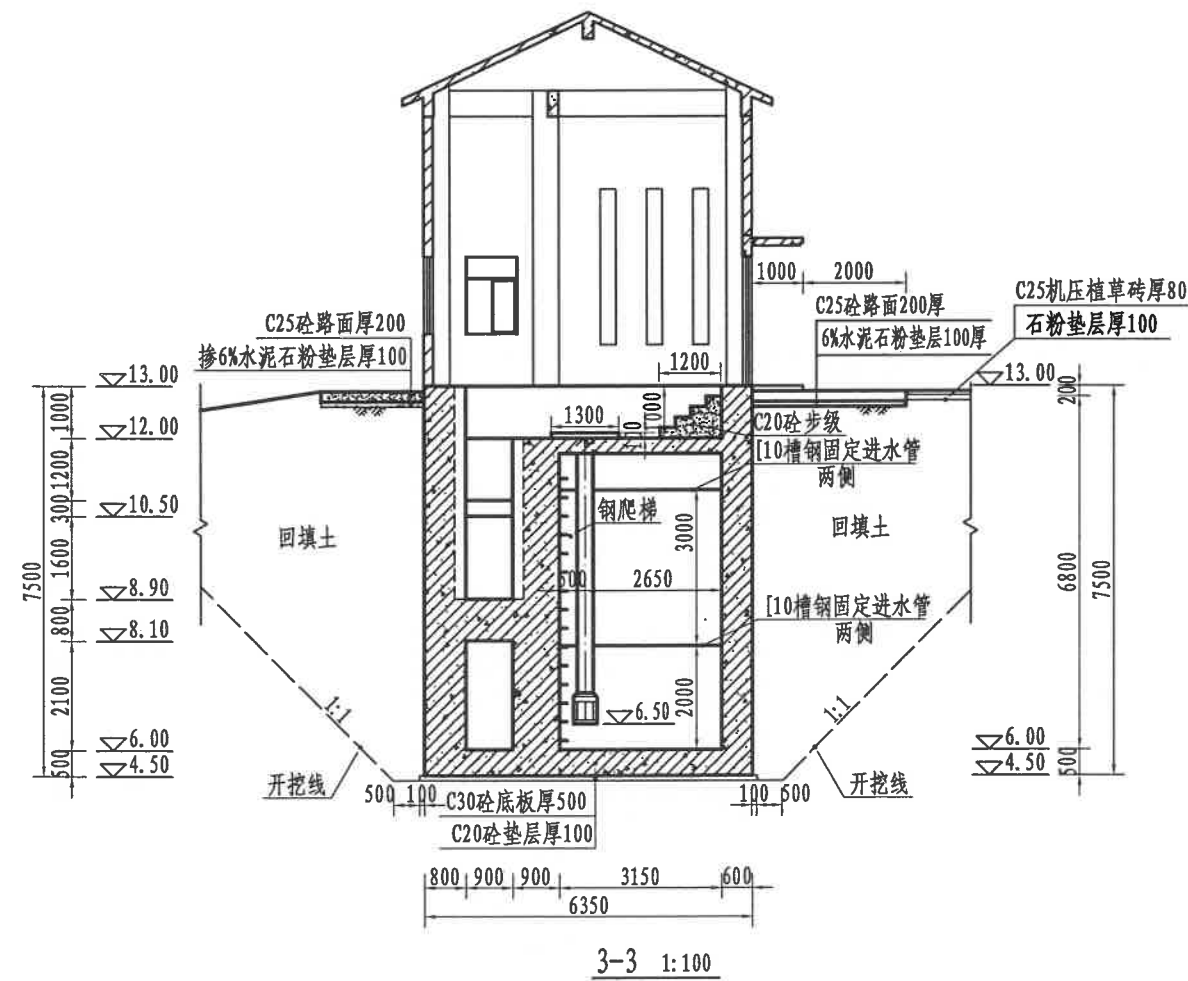 1000
2000
C25机压植草砖厚80
石粉垫层厚100
C25砼路面200厚
6%水泥石粉垫层100厚
C25砼路面厚200
掺6%水泥石粉垫层厚100
1200
13.00
13.00
200
1000
1300
C20砼步级
12.00
[10槽钢固定进水管
两侧
1200
300
10.50
钢爬梯
3000
回填土
回填土
7500
1600
2650
6800
7500
8.90
[10槽钢固定进水管
两侧
800
8.10
2100
2000
6.50
1:1
1:1
6.00
6.00
500
4.50
4.50
500
开挖线
开挖线
500
100
C30砼底板厚500
100
500
C20砼垫层厚100
800
900
900
3150
600
6350
3-3 1:100